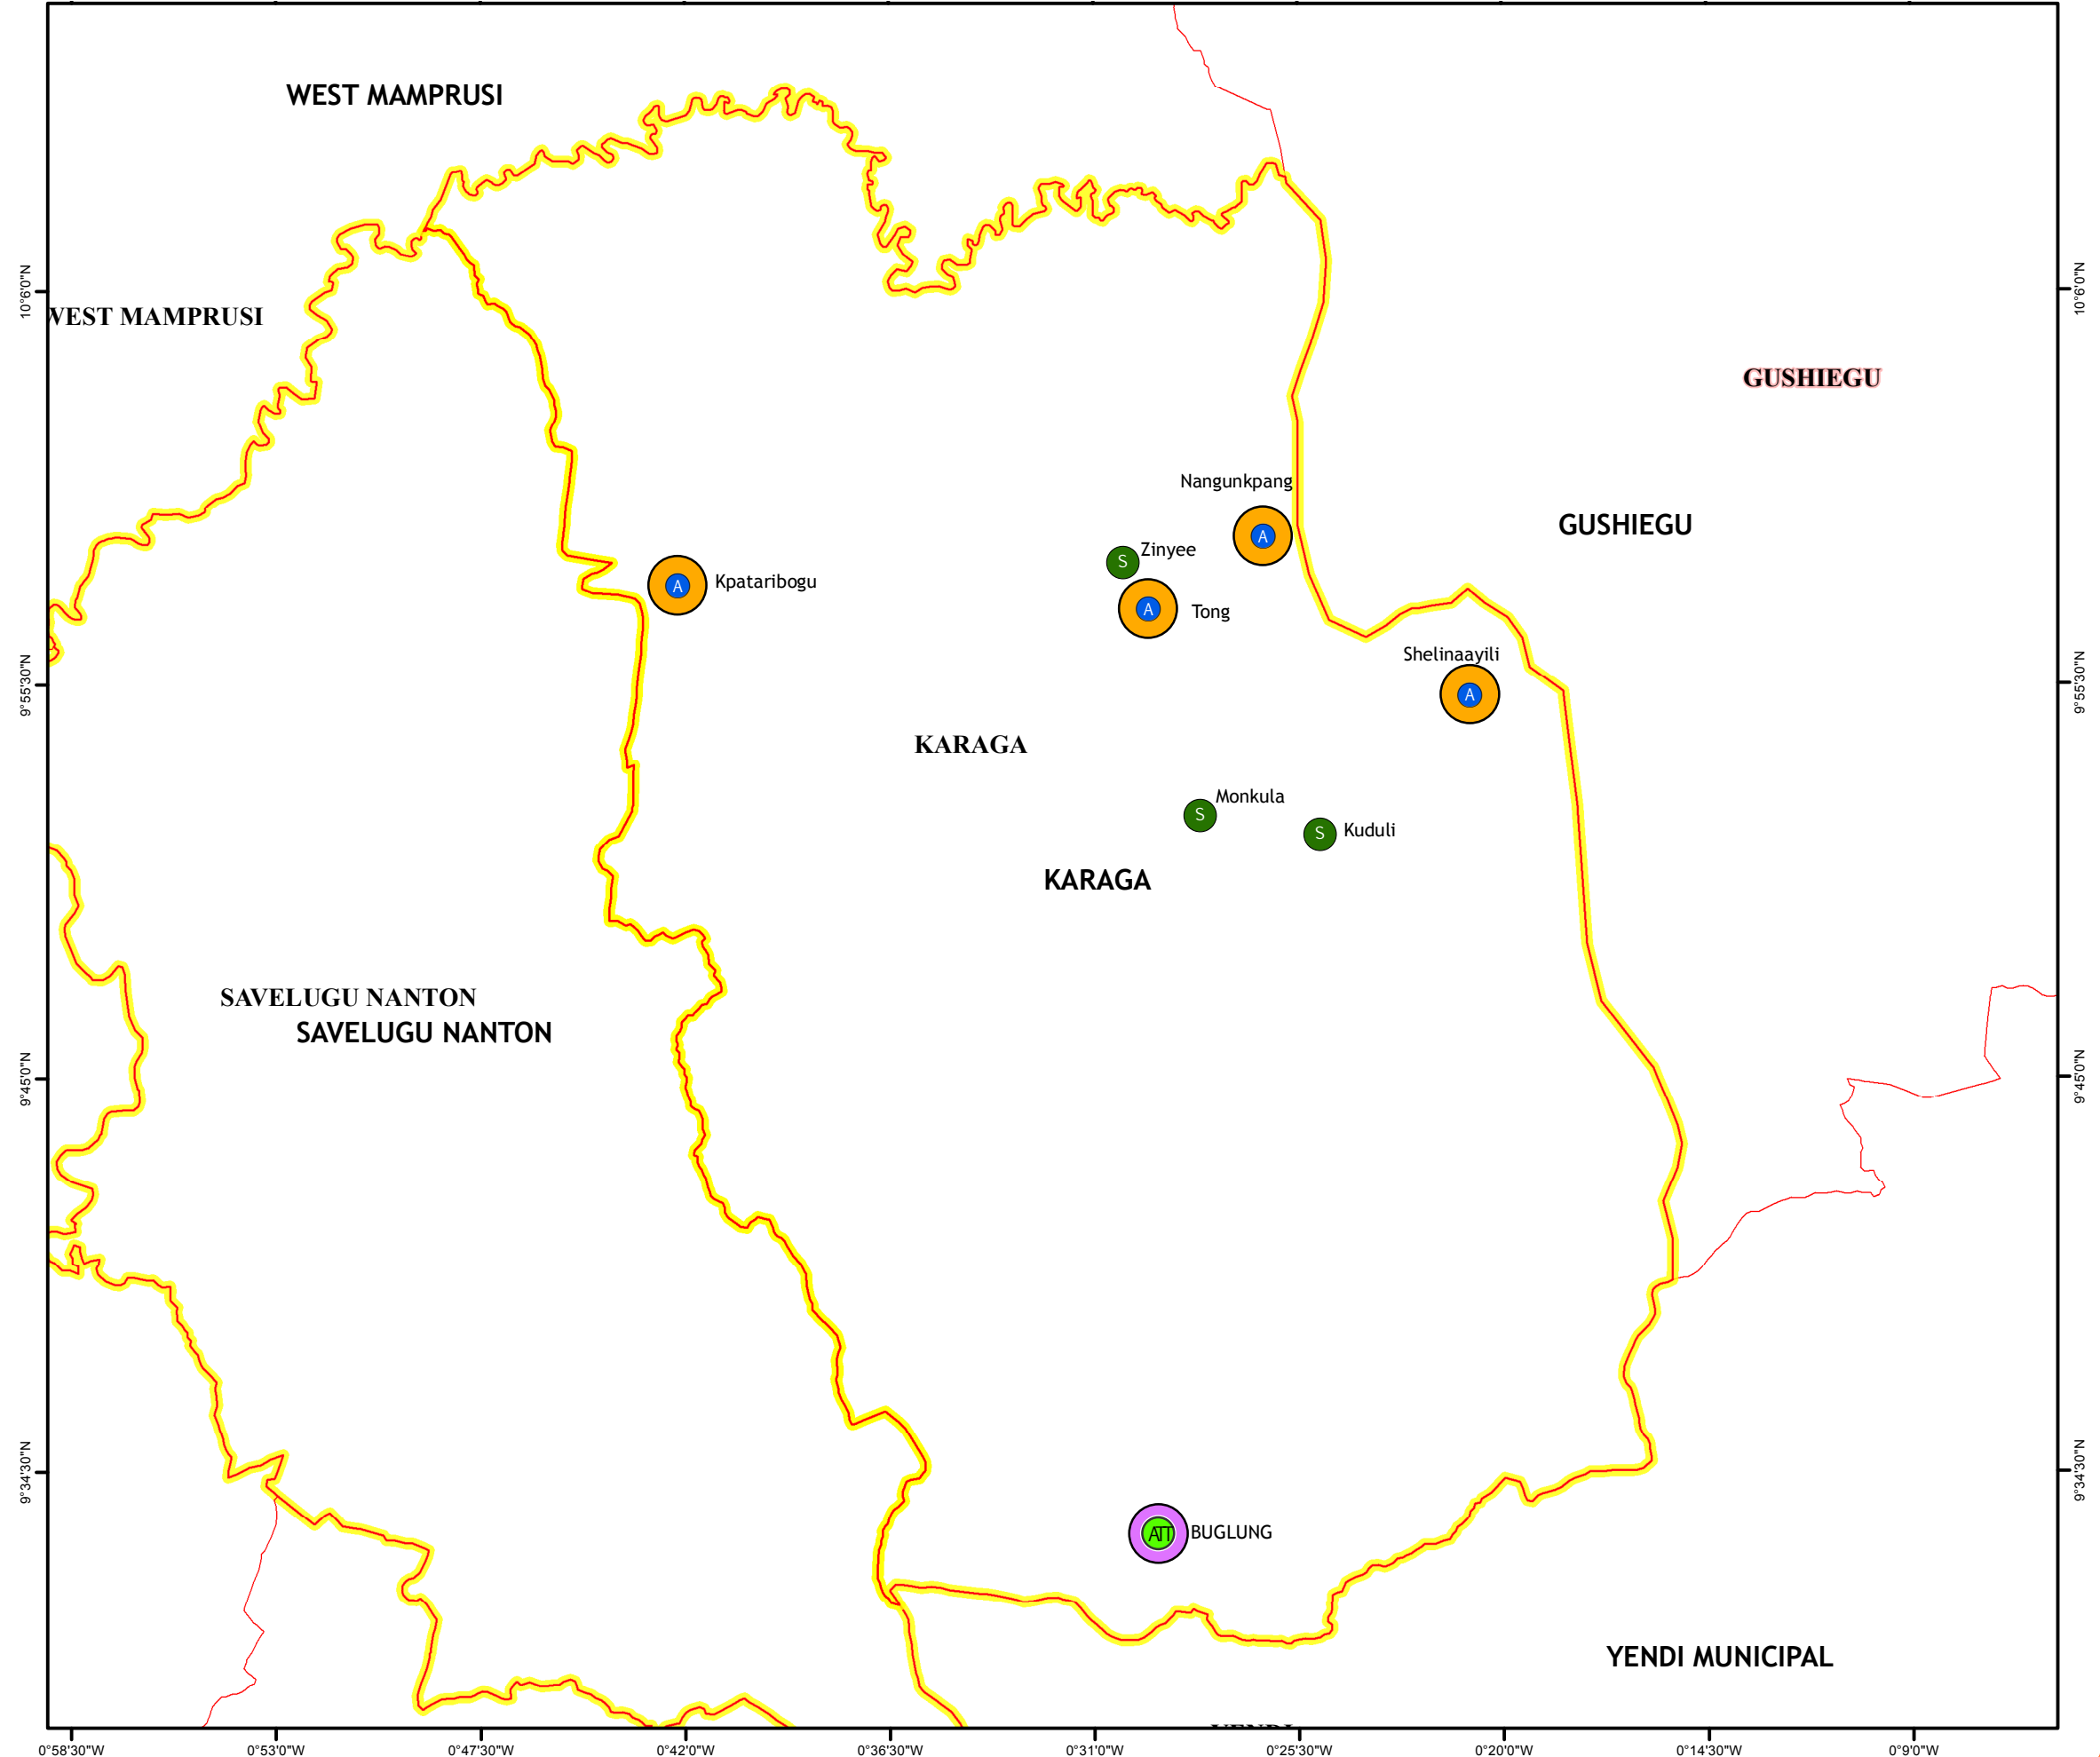 WEST MAMPRUSI
10°6'0"N
10°6'0"N
WEST MAMPRUSI
GUSHIEGU
Nangunkpang
GUSHIEGU
A
Zinyee
S
Kpataribogu
A
A
Tong
Shelinaayili
9°55'30"N
9°55'30"N
A
KARAGA
Monkula
S
Kuduli
S
KARAGA
SAVELUGU NANTON
SAVELUGU NANTON
9°45'0"N
9°45'0"N
9°34'30"N
9°34'30"N
ATT
BUGLUNG
YENDI MUNICIPAL
YENDI
0°58'30"W
0°53'0"W
0°47'30"W
0°42'0"W
0°36'30"W
0°31'0"W
0°25'30"W
0°20'0"W
0°14'30"W
0°9'0"W